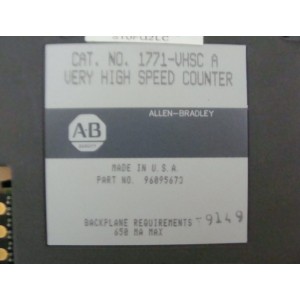 CAT. NO. 1771-VHSC A
VERY HIGH SPEED COUNTER
ALLEN-BRADLEY
AB
MADE IN U.S.A.
PART NO. 96095673
BACKPLANE REQUIREMENTS
650 MA MAX
9149